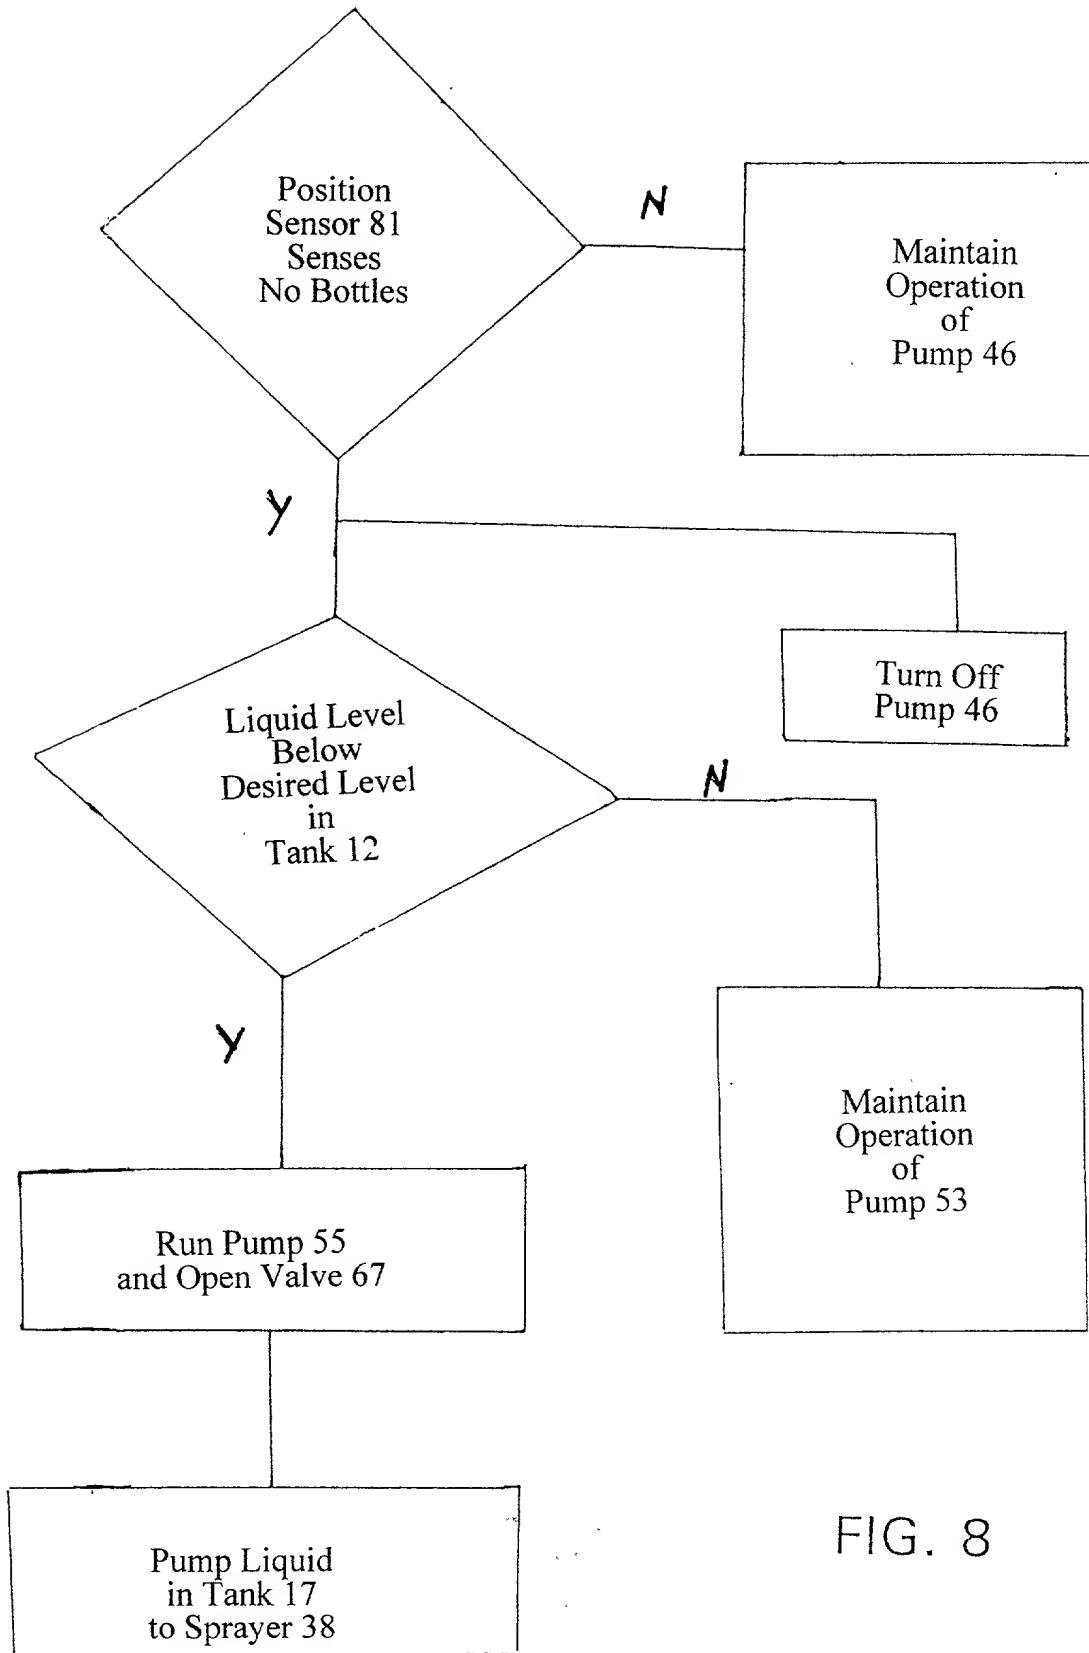 Position
Sensor 81
Senses
No Bottles
N
Maintain
Operation
of
Pump 46
Y
Turn Off
Pump 46
Liquid Level
Below
Desired Level
in
Tank 12
N
Y
Maintain
Operation
of
Pump 53
Run Pump 55
and Open Valve 67
Pump Liquid
in Tank 17
to Sprayer 38
FIG. 8